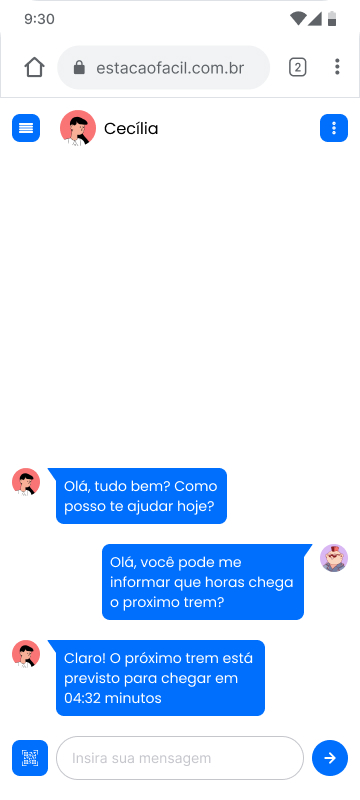 9:30
estacaofacil.com.br
2
Cecília
Olá, tudo bem? Como
posso te ajudar hoje?
Olá, você pode me
informar que horas chega
o proximo trem?
Claro! O próximo trem está
previsto para chegar em
04:32 minutos
Insira sua mensagem